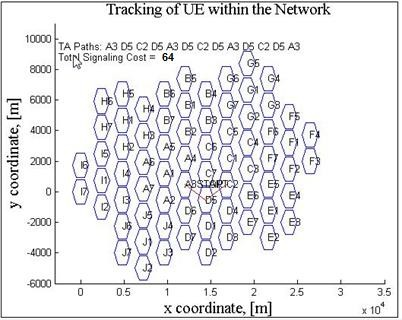 Tracking of UE within the Network
TA Paths: A3 D5 C2 D5 A3 D5 C2 D5 A3 D5 C2 D5 A3
Total Signaling Cost = 64
y coordinate, [m]
10000
8000
6000
4000
2000
0
-2000
-4000
-6000
G5
B5 G6 G4
H5 B6 B4 G1
H6 H4 B1 G7 G3 F5
H7 H1 B7 B3 G2 F4
H3 B2 C5 F6
I5 H2 A5 C6 C4 F7 F1 F3
I6 A6 A4 C1 C3 F2
I1 I4 A1 C7
I7 I2 A7 A3 START C2 E6 E5 E4
I3 A2 D5 E1
J5 D6 D4 E7 E3
J6 J4 D1 E2
J1 D7 D3
J7 J3 D2
J2
0 0.5 1 1.5 2 2.5 3 3.5 4
x 10⁴
x coordinate, [m]